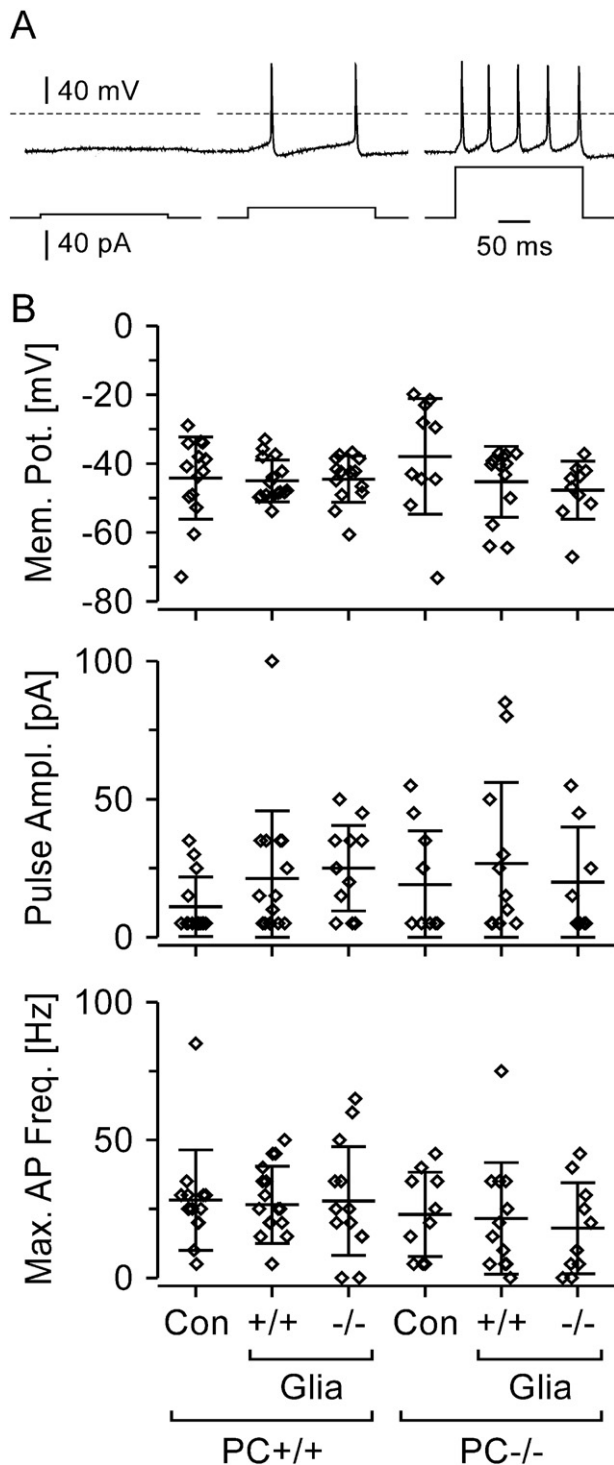 A
40 mV
40 pA
50 ms
B
Mem. Pot. [mV]
0
-20
-40
-60
-80
Pulse Ampl. [pA]
100
50
0
Max. AP Freq. [Hz]
100
50
0
Con +/+ -/- Con +/+ -/-
Glia Glia
PC+/+ PC-/-